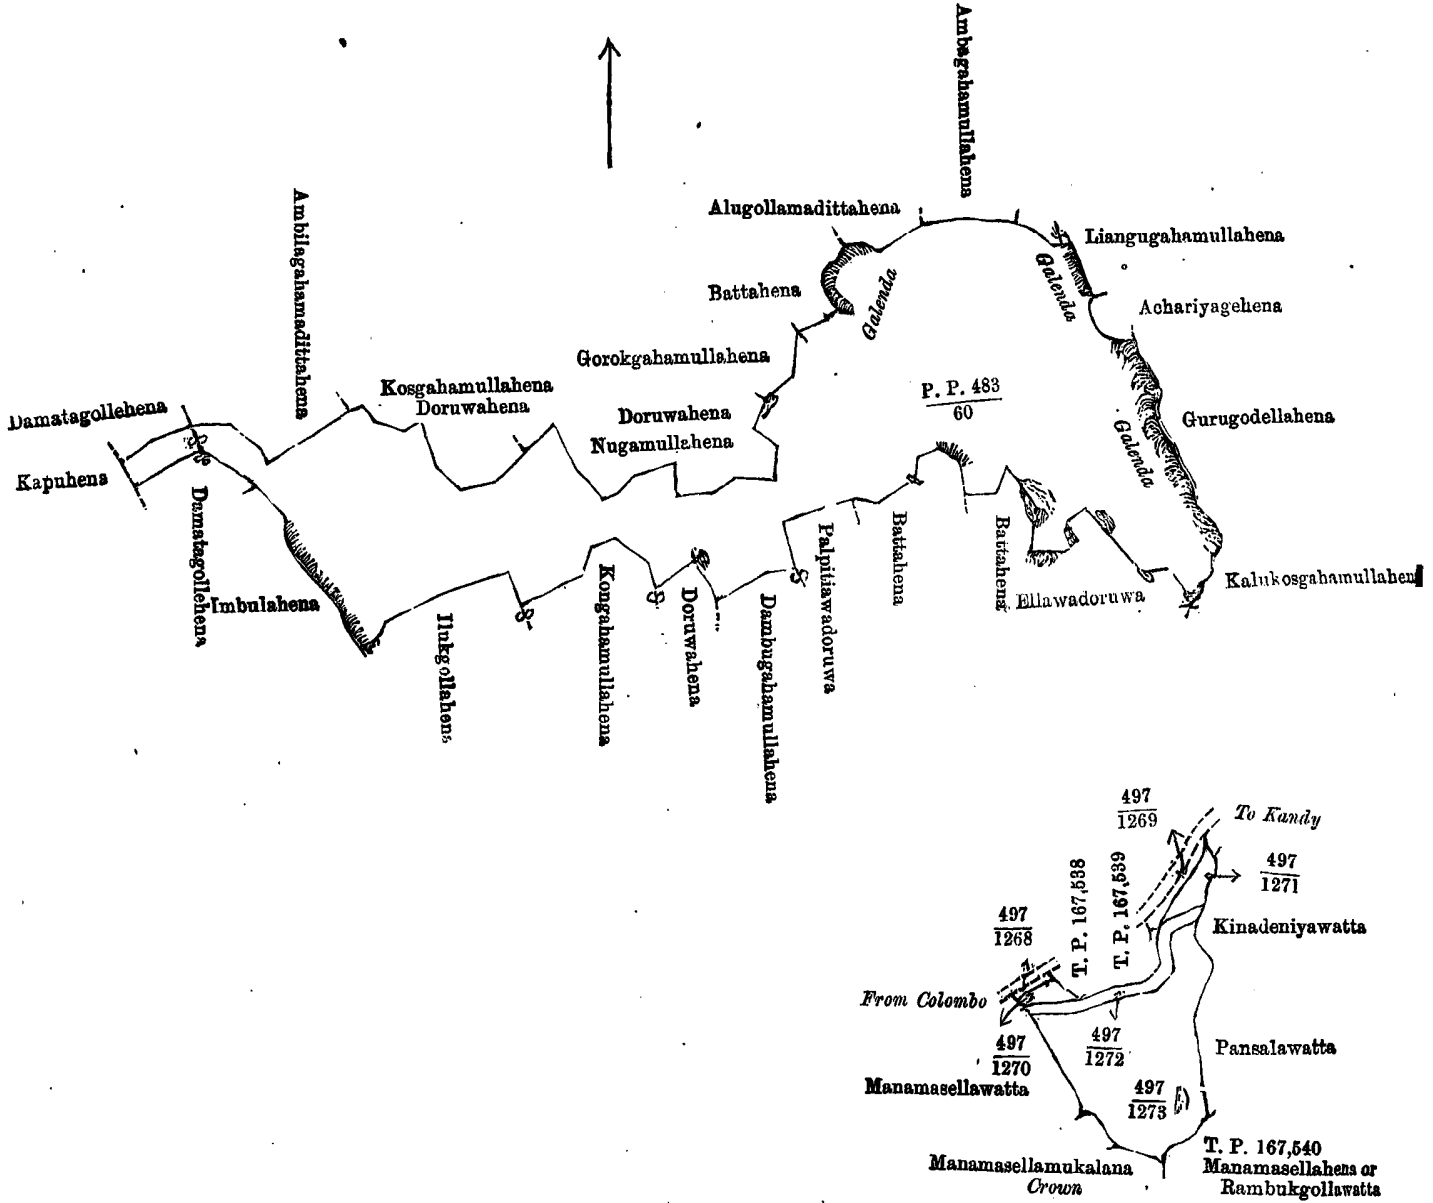 Ambagahamullahena
Ambilagahamadittahena
Alugollamadittahena
Liangugahamullahena
Galenda
Galenda
Battahena
Achariyagehena
Gorokgahamullahena
Kosgahamullahena
Doruwahena
P. P. 483
60
Damatagollehena
Doruwahena
Nugamullahena
Gurugodellahena
Galenda
Kapuhena
Damatagollehena
Imbulahena
Ilukgollahena
Kongahamullahena
Doruwahena
Dambugahamullahena
Palpitiawadoruwa
Battahena
Battahena
Ellawadoruwa
Kalukosgahamullahen
497
1269
To Kandy
T. P. 167,538
T. P. 167,539
497
1271
497
1268
Kinadeniyawatta
From Colombo
497
1270
497
1272
Pansalawatta
Manamasellawatta
497
1273
T. P. 167,540
Manamasellahena or
Rambukgollawatta
Manamasellamukalana
Crown